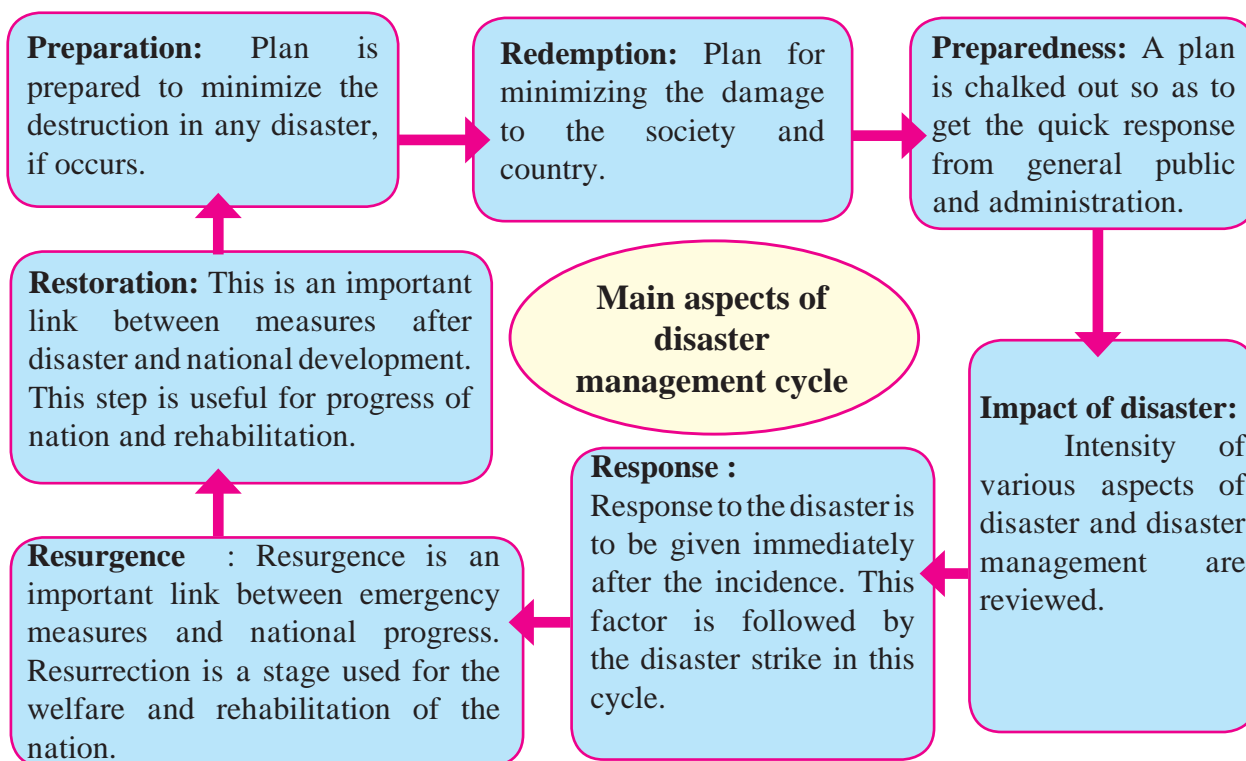 Preparation: Plan is
prepared to minimize the
destruction in any disaster,
if occurs.
Redemption: Plan for
minimizing the damage
to the society and
country.
Preparedness: A plan
is chalked out so as to
get the quick response
from general public
and administration.
Main aspects of
disaster
management cycle
Impact of disaster:
Intensity of
various aspects of
disaster and disaster
management are
reviewed.
Response :
Response to the disaster is
to be given immediately
after the incidence. This
factor is followed by
the disaster strike in this
cycle.
Resurgence : Resurgence is an
important link between emergency
measures and national progress.
Resurrection is a stage used for the
welfare and rehabilitation of the
nation.
Restoration: This is an important
link between measures after
disaster and national development.
This step is useful for progress of
nation and rehabilitation.